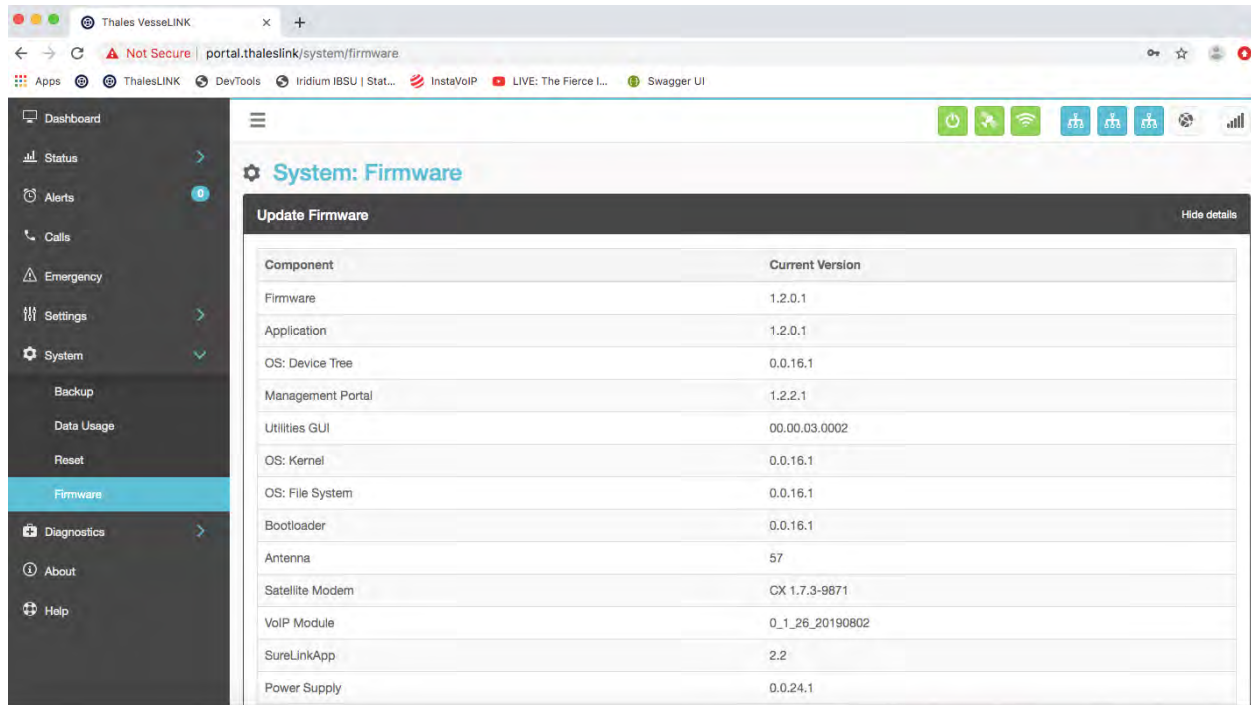 Thales VesseLINK
Not Secure portal.thaleslink/system/firmware
Apps ThalesLINK DevTools Iridium IBSU | Stat... InstaVoIP LIVE: The Fierce I... Swagger UI
Dashboard
Status
Alerts 0
Calls
Emergency
Settings
System
Backup
Data Usage
Reset
Firmware
Diagnostics
About
Help
System: Firmware
Update Firmware Hide details
Component Current Version
Firmware 1.2.0.1
Application 1.2.0.1
OS: Device Tree 0.0.16.1
Management Portal 1.2.2.1
Utilities GUI 00.00.03.0002
OS: Kernel 0.0.16.1
OS: File System 0.0.16.1
Bootloader 0.0.16.1
Antenna 57
Satellite Modem CX 1.7.3-9871
VoIP Module 0_1_26_20190802
SureLinkApp 2.2
Power Supply 0.0.24.1